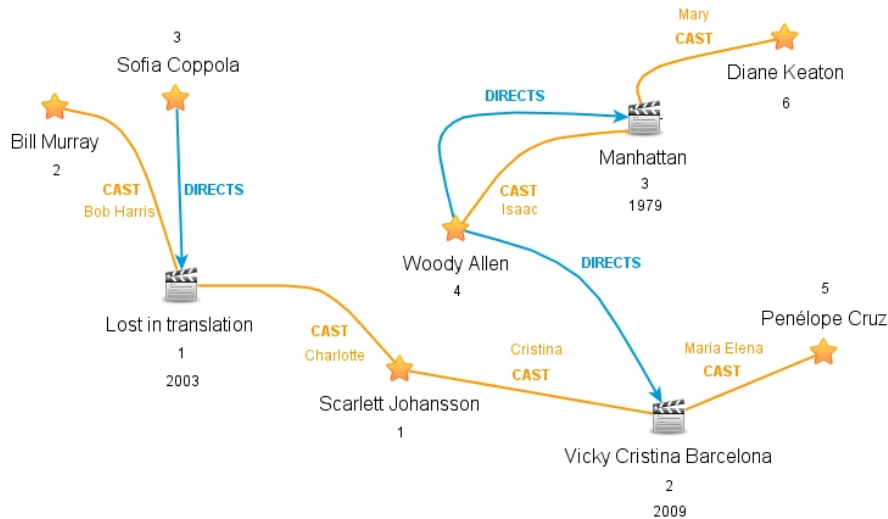 3
Sofia Coppola
Bill Murray
2
CAST
Bob Harris
DIRECTS
Lost in translation
1
2003
CAST
Charlotte
Scarlett Johansson
1
Cristina
CAST
Mary
CAST
Diane Keaton
6
DIRECTS
Manhattan
3
1979
CAST
Isaac
Woody Allen
4
DIRECTS
5
Penélope Cruz
Maria Elena
CAST
Vicky Cristina Barcelona
2
2009